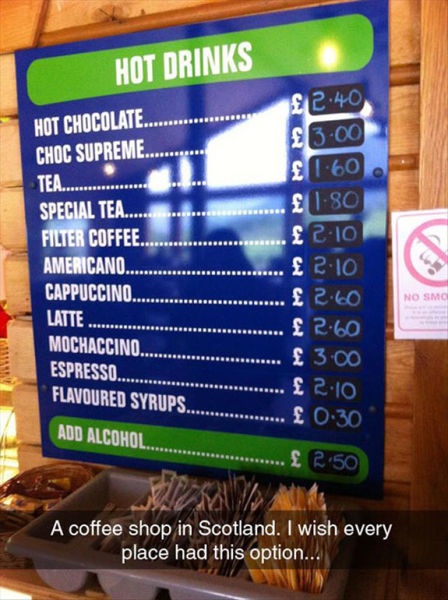 HOT DRINKS
HOT CHOCOLATE.................. £ 2.40
CHOC SUPREME.................. £ 3.00
TEA.................. £ 1.60
SPECIAL TEA.................. £ 1.80
FILTER COFFEE.................. £ 2.10
AMERICANO.................. £ 2.10
CAPPUCCINO.................. £ 2.60
LATTE .................. £ 2.60
MOCHACCINO.................. £ 3.00
ESPRESSO.................. £ 2.10
FLAVOURED SYRUPS.................. £ 0.30
ADD ALCOHOL.................. £ 2.50
NO SMO
A coffee shop in Scotland. I wish every
place had this option...